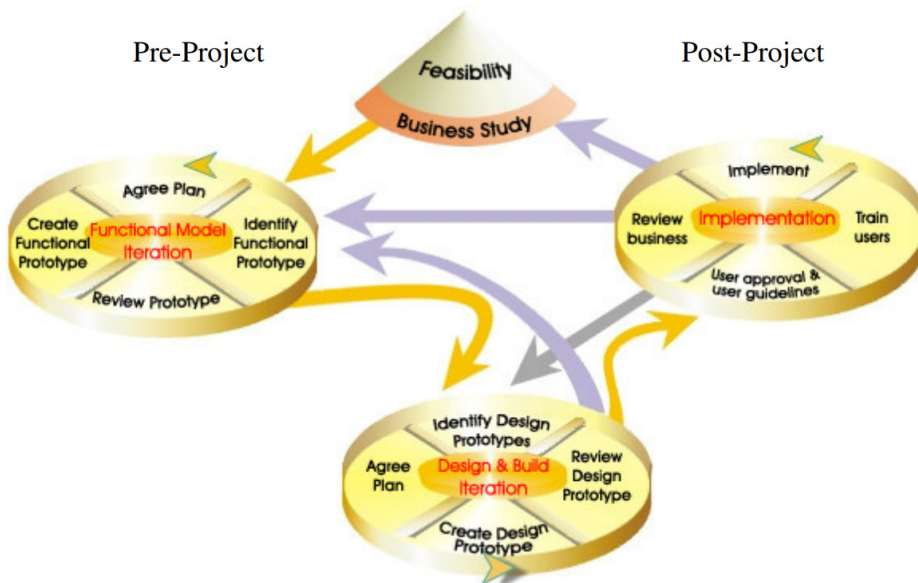 Pre-Project
Post-Project
Feasibility
Business Study
Agree Plan
Create
Functional
Prototype
Functional Model
Iteration
Identify
Functional
Prototype
Review Prototype
Implement
Review
business
Implementation
Train
users
User approval &
user guidelines
Identify Design
Prototypes
Agree
Plan
Design & Build
Iteration
Review
Design
Prototype
Create Design
Prototype